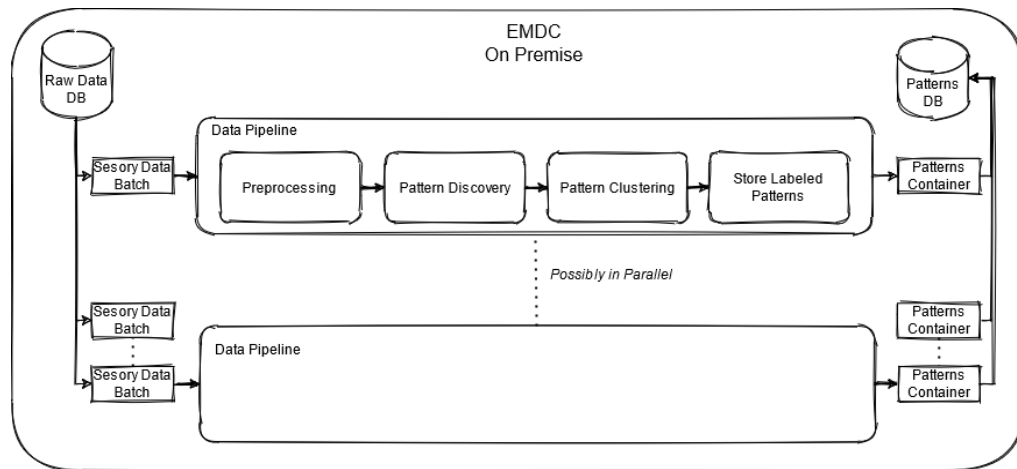 EMDC
On Premise
Raw Data
DB
Patterns
DB
Data Pipeline
Sesory Data
Batch
Preprocessing
Pattern Discovery
Pattern Clustering
Store Labeled
Patterns
Patterns
Container
Possibly in Parallel
Sesory Data
Batch
Patterns
Container
Data Pipeline
Sesory Data
Batch
Patterns
Container